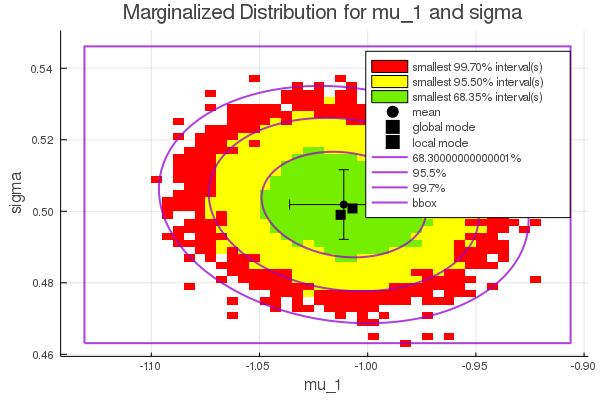 Marginalized Distribution for mu_1 and sigma
0.54
0.52
0.50
0.48
0.46
sigma
smallest 99.70% interval(s)
smallest 95.50% interval(s)
smallest 68.35% interval(s)
mean
global mode
local mode
68.30000000000001%
95.5%
99.7%
bbox
-1.10 -1.05 -1.00 -0.95 -0.90
mu_1